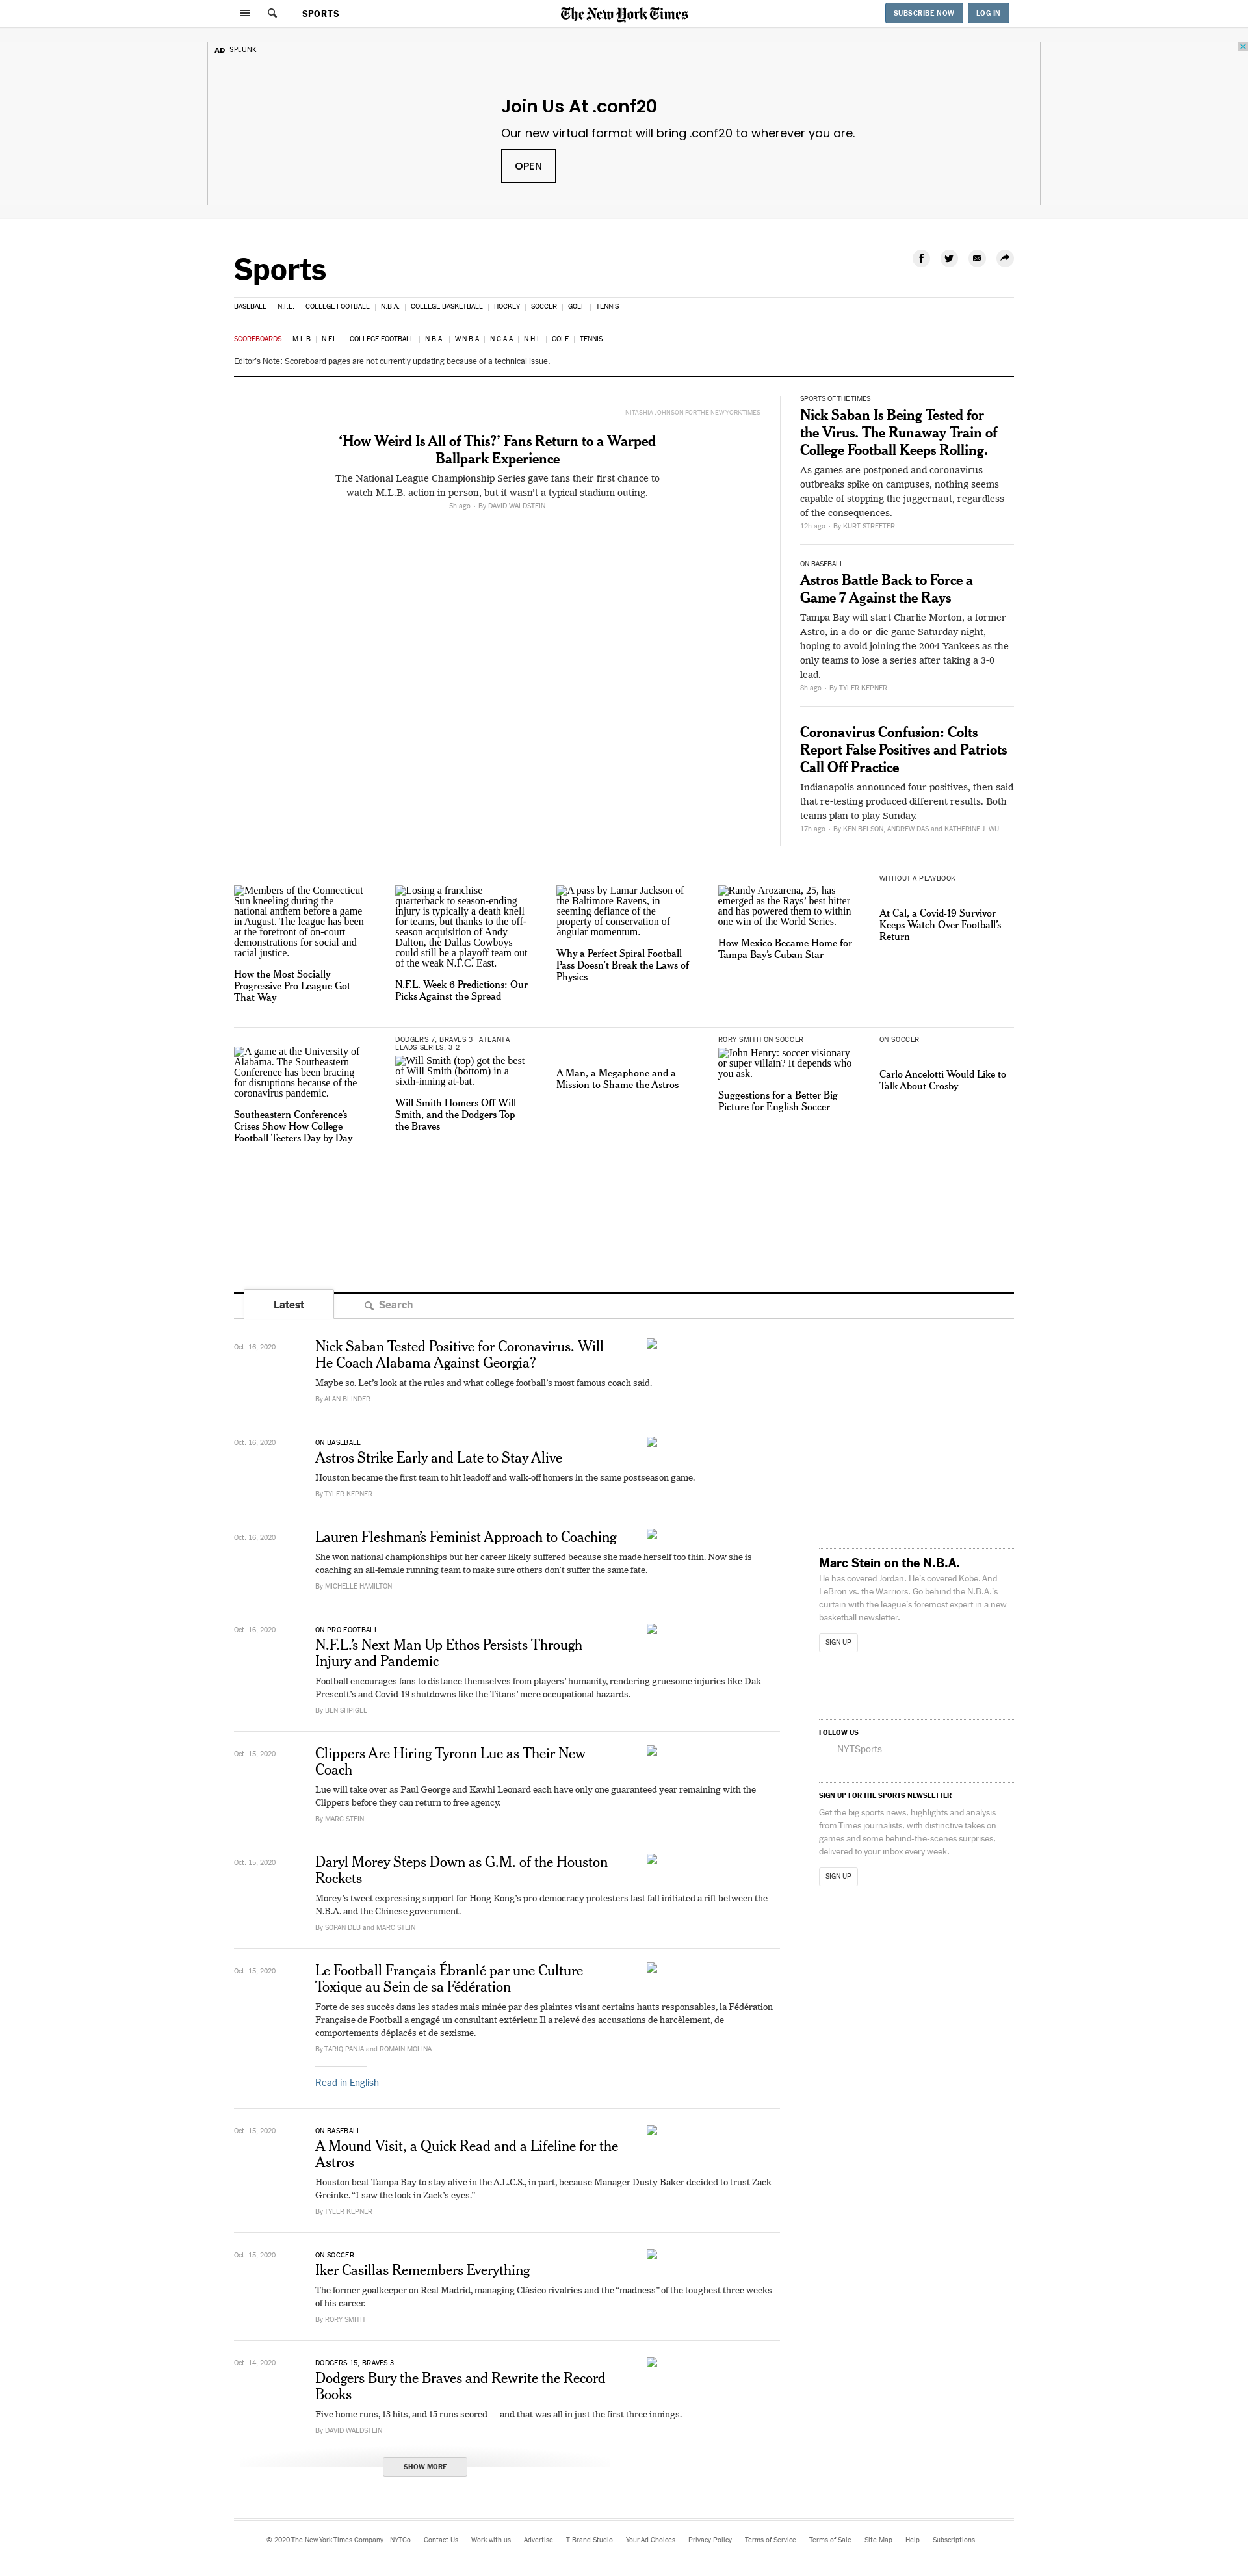 SPORTS
The New York Times
SUBSCRIBE NOW
LOG IN
AD SPLUNK
Join Us At .conf20
Our new virtual format will bring .conf20 to wherever you are.
OPEN
Sports
BASEBALL | N.F.L. | COLLEGE FOOTBALL | N.B.A. | COLLEGE BASKETBALL | HOCKEY | SOCCER | GOLF | TENNIS
SCOREBOARDS | M.L.B | N.F.L. | COLLEGE FOOTBALL | N.B.A. | W.N.B.A | N.C.A.A | N.H.L | GOLF | TENNIS
Editor's Note: Scoreboard pages are not currently updating because of a technical issue.
NITASHIA JOHNSON FOR THE NEW YORK TIMES
‘How Weird Is All of This?’ Fans Return to a Warped
Ballpark Experience
The National League Championship Series gave fans their first chance to
watch M.L.B. action in person, but it wasn't a typical stadium outing.
5h ago • By DAVID WALDSTEIN
SPORTS OF THE TIMES
Nick Saban Is Being Tested for
the Virus. The Runaway Train of
College Football Keeps Rolling.
As games are postponed and coronavirus
outbreaks spike on campuses, nothing seems
capable of stopping the juggernaut, regardless
of the consequences.
12h ago • By KURT STREETER
ON BASEBALL
Astros Battle Back to Force a
Game 7 Against the Rays
Tampa Bay will start Charlie Morton, a former
Astro, in a do-or-die game Saturday night,
hoping to avoid joining the 2004 Yankees as the
only teams to lose a series after taking a 3-0
lead.
8h ago • By TYLER KEPNER
Coronavirus Confusion: Colts
Report False Positives and Patriots
Call Off Practice
Indianapolis announced four positives, then said
that re-testing produced different results. Both
teams plan to play Sunday.
17h ago • By KEN BELSON, ANDREW DAS and KATHERINE J. WU
Members of the Connecticut
Sun kneeling during the
national anthem before a game
in August. The league has been
at the forefront of on-court
demonstrations for social and
racial justice.
How the Most Socially
Progressive Pro League Got
That Way
Losing a franchise
quarterback to season-ending
injury is typically a death knell
for teams, but thanks to the off-
season acquisition of Andy
Dalton, the Dallas Cowboys
could still be a playoff team out
of the weak N.F.C. East.
N.F.L. Week 6 Predictions: Our
Picks Against the Spread
A pass by Lamar Jackson of
the Baltimore Ravens, in
seeming defiance of the
property of conservation of
angular momentum.
Why a Perfect Spiral Football
Pass Doesn't Break the Laws of
Physics
Randy Arozarena, 25, has
emerged as the Rays’ best hitter
and has powered them to within
one win of the World Series.
How Mexico Became Home for
Tampa Bay’s Cuban Star
WITHOUT A PLAYBOOK
At Cal, a Covid-19 Survivor
Keeps Watch Over Football’s
Return
A game at the University of
Alabama. The Southeastern
Conference has been bracing
for disruptions because of the
coronavirus pandemic.
Southeastern Conference’s
Crises Show How College
Football Teeters Day by Day
DODGERS 7, BRAVES 3 | ATLANTA
LEADS SERIES, 3-2
Will Smith (top) got the best
of Will Smith (bottom) in a
sixth-inning at-bat.
Will Smith Homers Off Will
Smith, and the Dodgers Top
the Braves
A Man, a Megaphone and a
Mission to Shame the Astros
RORY SMITH ON SOCCER
John Henry: soccer visionary
or super villain? It depends who
you ask.
Suggestions for a Better Big
Picture for English Soccer
ON SOCCER
Carlo Ancelotti Would Like to
Talk About Crosby
Latest
Search
Oct. 16, 2020
Nick Saban Tested Positive for Coronavirus. Will
He Coach Alabama Against Georgia?
Maybe so. Let’s look at the rules and what college football’s most famous coach said.
By ALAN BLINDER
Oct. 16, 2020
ON BASEBALL
Astros Strike Early and Late to Stay Alive
Houston became the first team to hit leadoff and walk-off homers in the same postseason game.
By TYLER KEPNER
Oct. 16, 2020
Lauren Fleshman’s Feminist Approach to Coaching
She won national championships but her career likely suffered because she made herself too thin. Now she is
coaching an all-female running team to make sure others don’t suffer the same fate.
By MICHELLE HAMILTON
Oct. 16, 2020
ON PRO FOOTBALL
N.F.L.’s Next Man Up Ethos Persists Through
Injury and Pandemic
Football encourages fans to distance themselves from players’ humanity, rendering gruesome injuries like Dak
Prescott’s and Covid-19 shutdowns like the Titans’ mere occupational hazards.
By BEN SHPIGEL
Oct. 15, 2020
Clippers Are Hiring Tyronn Lue as Their New
Coach
Lue will take over as Paul George and Kawhi Leonard each have only one guaranteed year remaining with the
Clippers before they can return to free agency.
By MARC STEIN
Oct. 15, 2020
Daryl Morey Steps Down as G.M. of the Houston
Rockets
Morey’s tweet expressing support for Hong Kong’s pro-democracy protesters last fall initiated a rift between the
N.B.A. and the Chinese government.
By SOPAN DEB and MARC STEIN
Oct. 15, 2020
Le Football Français Ébranlé par une Culture
Toxique au Sein de sa Fédération
Forte de ses succès dans les stades mais minée par des plaintes visant certains hauts responsables, la Fédération
Française de Football a engagé un consultant extérieur. Il a relevé des accusations de harcèlement, de
comportements déplacés et de sexisme.
By TARIQ PANJA and ROMAIN MOLINA
Read in English
Oct. 15, 2020
ON BASEBALL
A Mound Visit, a Quick Read and a Lifeline for the
Astros
Houston beat Tampa Bay to stay alive in the A.L.C.S., in part, because Manager Dusty Baker decided to trust Zack
Greinke. “I saw the look in Zack’s eyes.”
By TYLER KEPNER
Oct. 15, 2020
ON SOCCER
Iker Casillas Remembers Everything
The former goalkeeper on Real Madrid, managing Clásico rivalries and the “madness” of the toughest three weeks
of his career.
By RORY SMITH
Oct. 14, 2020
DODGERS 15, BRAVES 3
Dodgers Bury the Braves and Rewrite the Record
Books
Five home runs, 13 hits, and 15 runs scored — and that was all in just the first three innings.
By DAVID WALDSTEIN
SHOW MORE
Marc Stein on the N.B.A.
He has covered Jordan. He’s covered Kobe. And
LeBron vs. the Warriors. Go behind the N.B.A.’s
curtain with the league’s foremost expert in a new
basketball newsletter.
SIGN UP
FOLLOW US
NYTSports
SIGN UP FOR THE SPORTS NEWSLETTER
Get the big sports news, highlights and analysis
from Times journalists, with distinctive takes on
games and some behind-the-scenes surprises,
delivered to your inbox every week.
SIGN UP
© 2020 The New York Times Company NYTCo Contact Us Work with us Advertise T Brand Studio Your Ad Choices Privacy Policy Terms of Service Terms of Sale Site Map Help Subscriptions